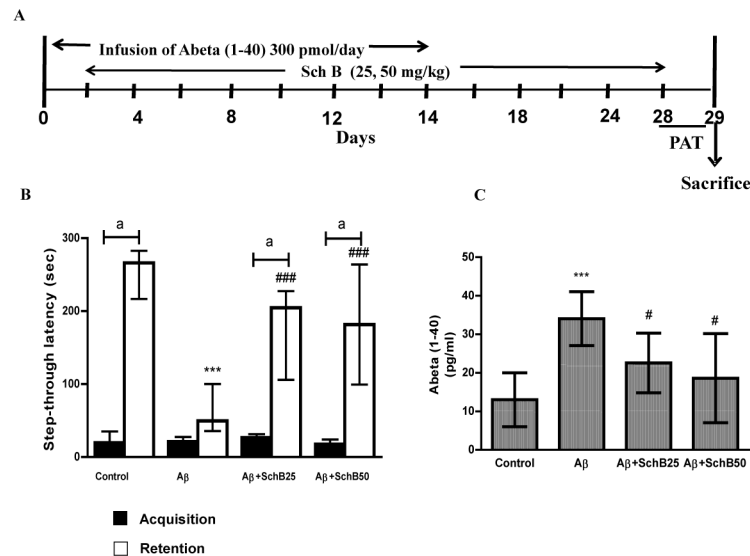 A
Infusion of Abeta (1-40) 300 pmol/day
Sch B (25, 50 mg/kg)
0 4 8 12 14 18 24 28 29
Days
PAT
Sacrifice
B
Step-through latency (sec)
300
200
100
0
a
a
a
***
###
###
Control Aβ Aβ+SchB25 Aβ+SchB50
Acquisition
Retention
C
Abeta (1-40)
(pg/ml)
50
40
30
20
10
0
***
#
#
Control Aβ Aβ+SchB25 Aβ+SchB50